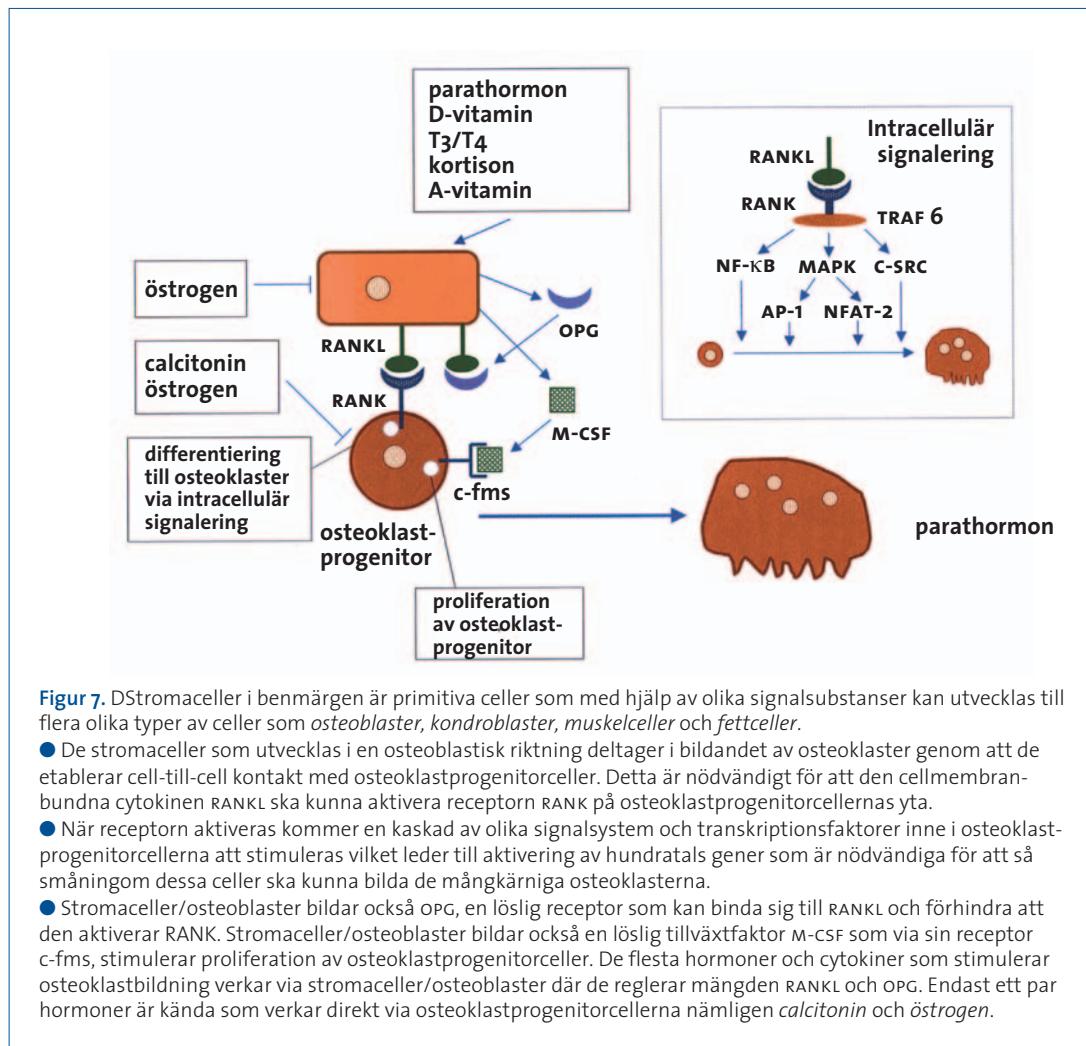 parathormon
D-vitamin
T3/T4
kortison
A-vitamin
östrogen
calcitonin
östrogen
differentiering
till osteoklaster
via intracellulär
signalering
RANKL
OPG
RANK
M-CSF
c-fms
osteoklast-
progenitor
proliferation
av osteoklast-
progenitor
parathormon
Intracellulär
signalering
RANKL
RANK
TRAF 6
NF-κB MAPK C-SRC
AP-1 NFAT-2
Figur 7. DStromaceller i benmärgen är primitiva celler som med hjälp av olika signalsubstanser kan utvecklas till
flera olika typer av celler som osteoblaster, kondroblaster, muskelceller och fettceller.
● De stromaceller som utvecklas i en osteoblastisk riktning deltager i bildandet av osteoklaster genom att de
etablerar cell-till-cell kontakt med osteoklastprogenitorceller. Detta är nödvändigt för att den cellmembran-
bundna cytokinen RANKL ska kunna aktivera receptorn RANK på osteoklastprogenitorcellernas yta.
● När receptorn aktiveras kommer en kaskad av olika signalsystem och transkriptionsfaktorer inne i osteoklast-
progenitorcellerna att stimuleras vilket leder till aktivering av hundratals gener som är nödvändiga för att så
småningom dessa celler ska kunna bilda de mångkärniga osteoklasterna.
● Stromaceller/osteoblaster bildar också OPG, en löslig receptor som kan binda sig till RANKL och förhindra att
den aktiverar RANK. Stromaceller/osteoblaster bildar också en löslig tillväxtfaktor M-CSF som via sin receptor
c-fms, stimulerar proliferation av osteoklastprogenitorceller. De flesta hormoner och cytokiner som stimulerar
osteoklastbildning verkar via stromaceller/osteoblaster där de reglerar mängden RANKL och OPG. Endast ett par
hormoner är kända som verkar direkt via osteoklastprogenitorcellerna nämligen calcitonin och östrogen.